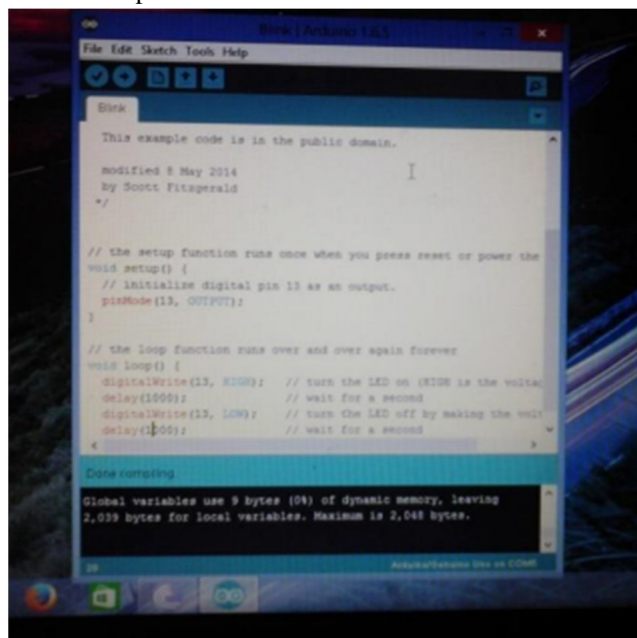 Blink | Arduino 1.6.5
File Edit Sketch Tools Help
Blink
This example code is in the public domain.
modified 8 May 2014
by Scott Fitzgerald
*/
// the setup function runs once when you press reset or power the
void setup() {
// initialize digital pin 13 as an output.
pinMode(13, OUTPUT);
}
// the loop function runs over and over again forever
void loop() {
digitalWrite(13, HIGH); // turn the LED on (HIGH is the voltag
delay(1000); // wait for a second
digitalWrite(13, LOW); // turn the LED off by making the volt
delay(1000); // wait for a second
Done compiling.
Global variables use 9 bytes (0%) of dynamic memory, leaving
2,039 bytes for local variables. Maximum is 2,048 bytes.
Arduino/Genuino Uno on